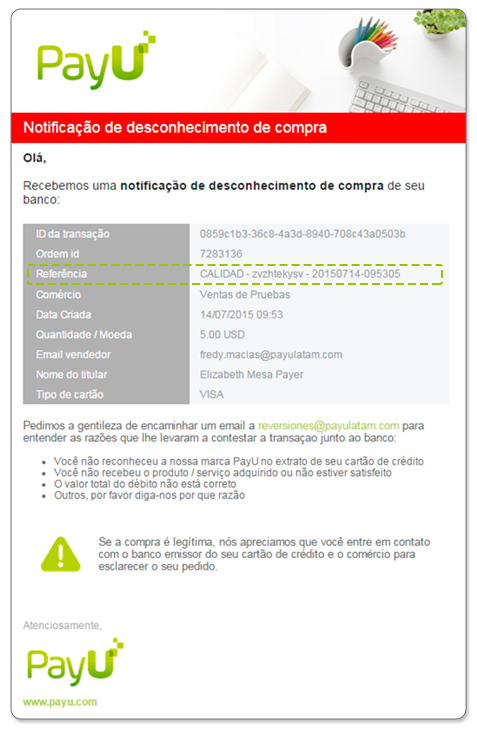 PayU
Notificação de desconhecimento de compra
Olá,
Recebemos uma notificação de desconhecimento de compra de seu
banco:
ID da transação 0859c1b3-36c8-4a3d-8940-708c43a0503b
Ordem id 7283136
Referência CALIDAD - zvzhtekysv - 20150714-095305
Comércio Ventas de Pruebas
Data Criada 14/07/2015 09:53
Quantidade / Moeda 5.00 USD
Email vendedor fredy.macias@payulatam.com
Nome do titular Elizabeth Mesa Payer
Tipo de cartão VISA
Pedimos a gentileza de encaminhar um email a reversiones@payulatam.com para
entender as razões que lhe levaram a contestar a transaçao junto ao banco:
• Você não reconheceu a nossa marca PayU no extrato de seu cartão de crédito
• Você não recebeu o produto / serviço adquirido ou não estiver satisfeito
• O valor total do débito não está correto
• Outros, por favor diga-nos por que razão
Se a compra é legítima, nós apreciamos que você entre em contato
com o banco emissor do seu cartão de crédito e o comércio para
esclarecer o seu pedido.
Atenciosamente,
PayU
www.payu.com